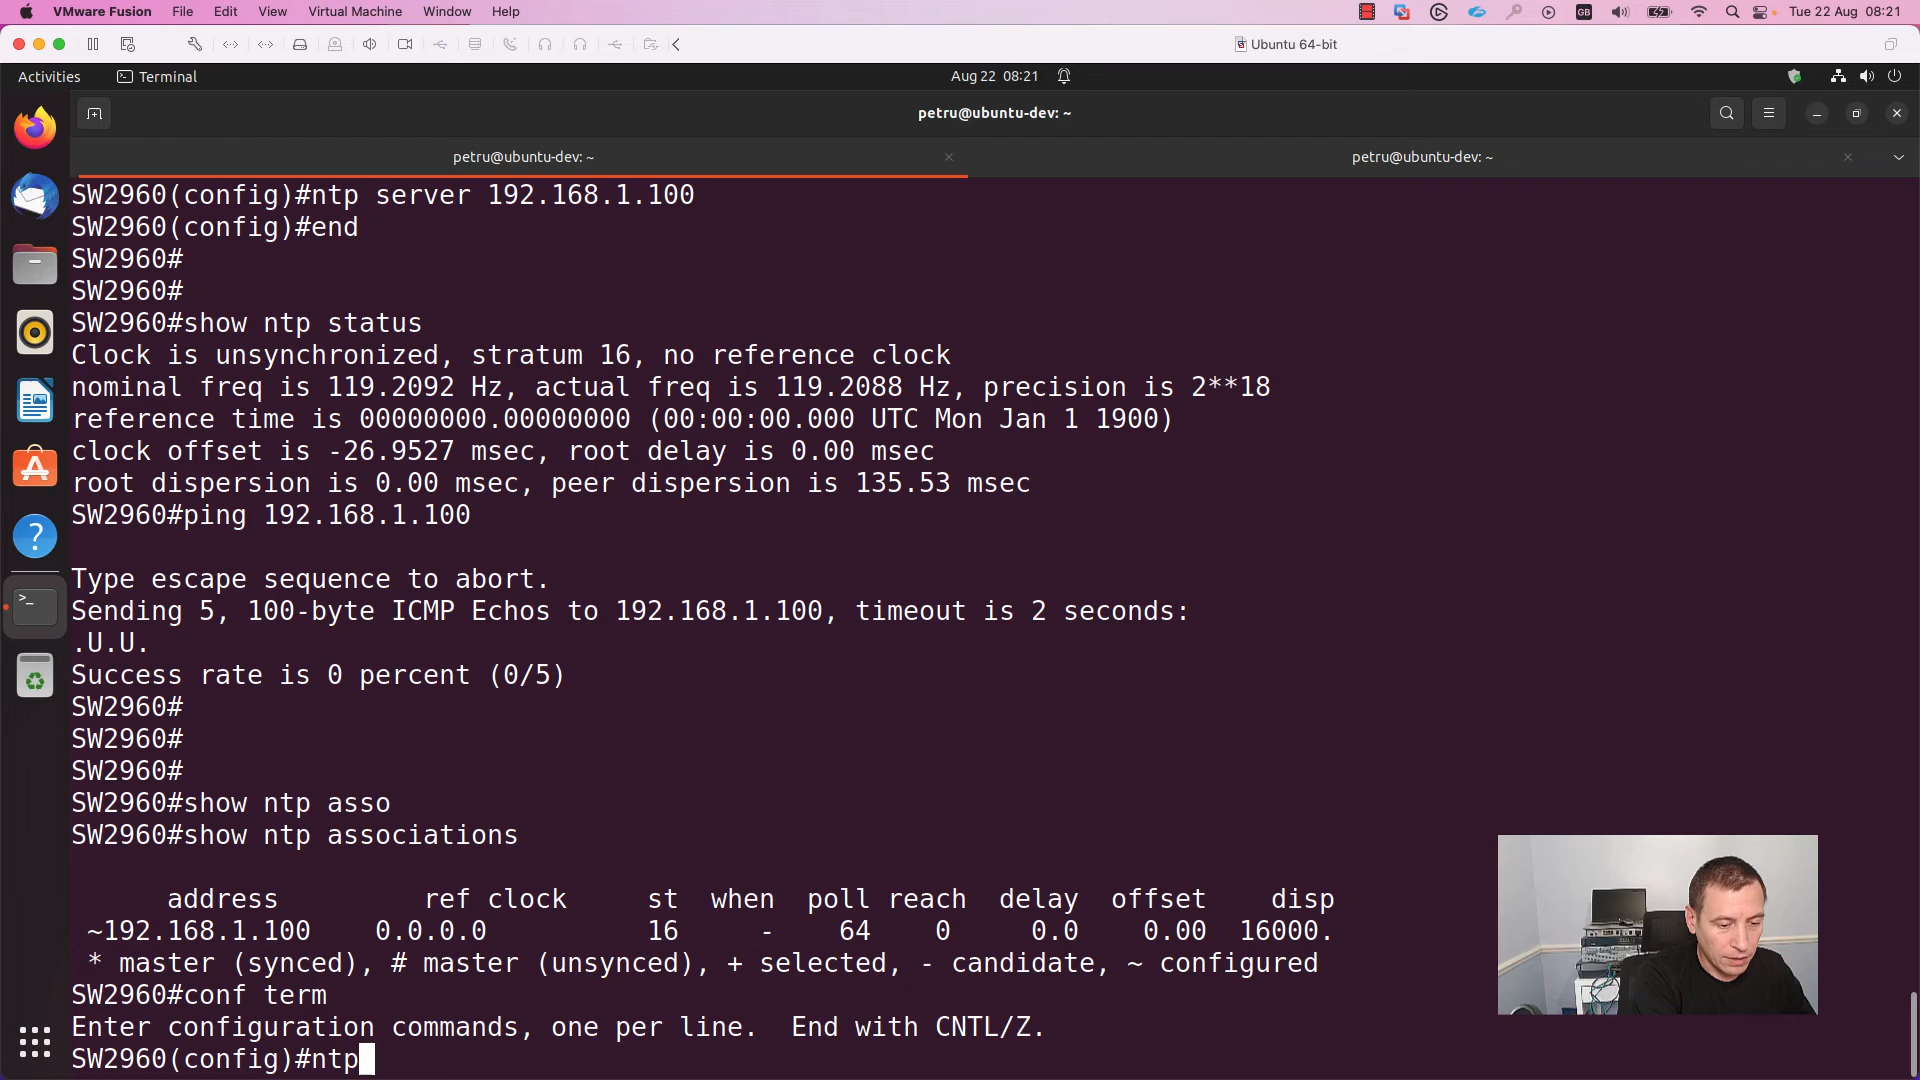 VMware Fusion File Edit View Virtual Machine Window Help GB Tue 22 Aug 08:21
Ubuntu 64-bit
Activities Terminal Aug 22 08:21
petru@ubuntu-dev: ~
petru@ubuntu-dev: ~ petru@ubuntu-dev: ~
SW2960(config)#ntp server 192.168.1.100
SW2960(config)#end
SW2960#
SW2960#
SW2960#show ntp status
Clock is unsynchronized, stratum 16, no reference clock
nominal freq is 119.2092 Hz, actual freq is 119.2088 Hz, precision is 2**18
reference time is 00000000.00000000 (00:00:00.000 UTC Mon Jan 1 1900)
clock offset is -26.9527 msec, root delay is 0.00 msec
root dispersion is 0.00 msec, peer dispersion is 135.53 msec
SW2960#ping 192.168.1.100
Type escape sequence to abort.
Sending 5, 100-byte ICMP Echos to 192.168.1.100, timeout is 2 seconds:
.U.U.
Success rate is 0 percent (0/5)
SW2960#
SW2960#
SW2960#
SW2960#show ntp asso
SW2960#show ntp associations
address ref clock st when poll reach delay offset disp
~192.168.1.100 0.0.0.0 16 - 64 0 0.0 0.00 16000.
* master (synced), # master (unsynced), + selected, - candidate, ~ configured
SW2960#conf term
Enter configuration commands, one per line. End with CNTL/Z.
SW2960(config)#ntp